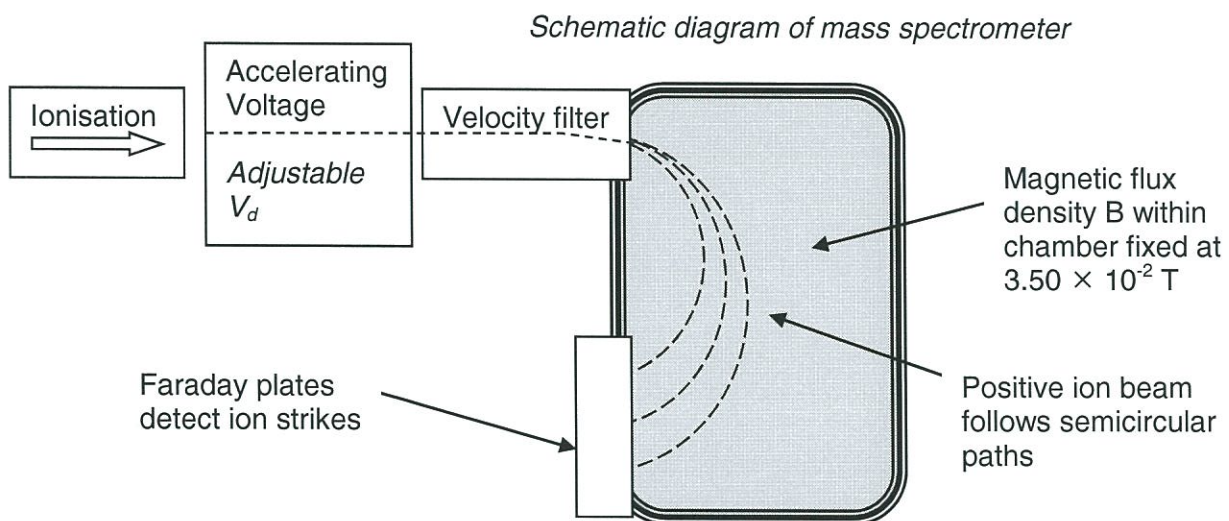 Schematic diagram of mass spectrometer
Ionisation
Accelerating
Voltage
Adjustable
V_d
Velocity filter
Magnetic flux
density B within
chamber fixed at
3.50 × 10⁻² T
Faraday plates
detect ion strikes
Positive ion beam
follows semicircular
paths